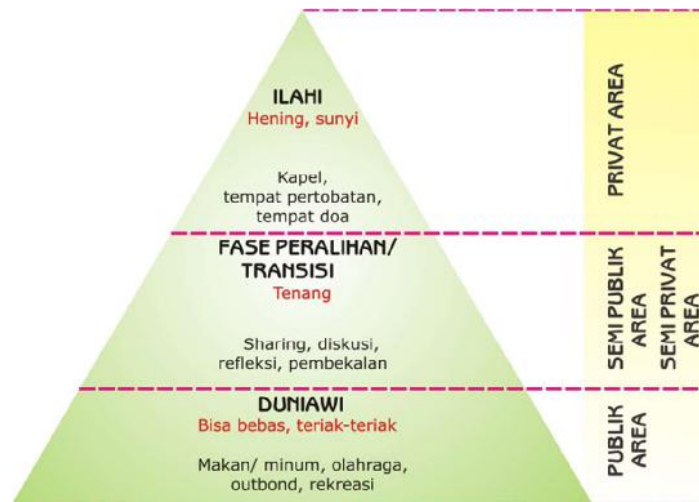 ILAHI
Hening, sunyi
Kapel,
tempat pertobatan,
tempat doa
PRIVAT AREA
FASE PERALIHAN/
TRANSISI
Tenang
Sharing, diskusi,
refleksi, pembekalan
SEMI PUBLIK
AREA
SEMI PRIVAT
AREA
DUNIAWI
Bisa bebas, teriak-teriak
Makan/ minum, olahraga,
outbond, rekreasi
PUBLIK
AREA